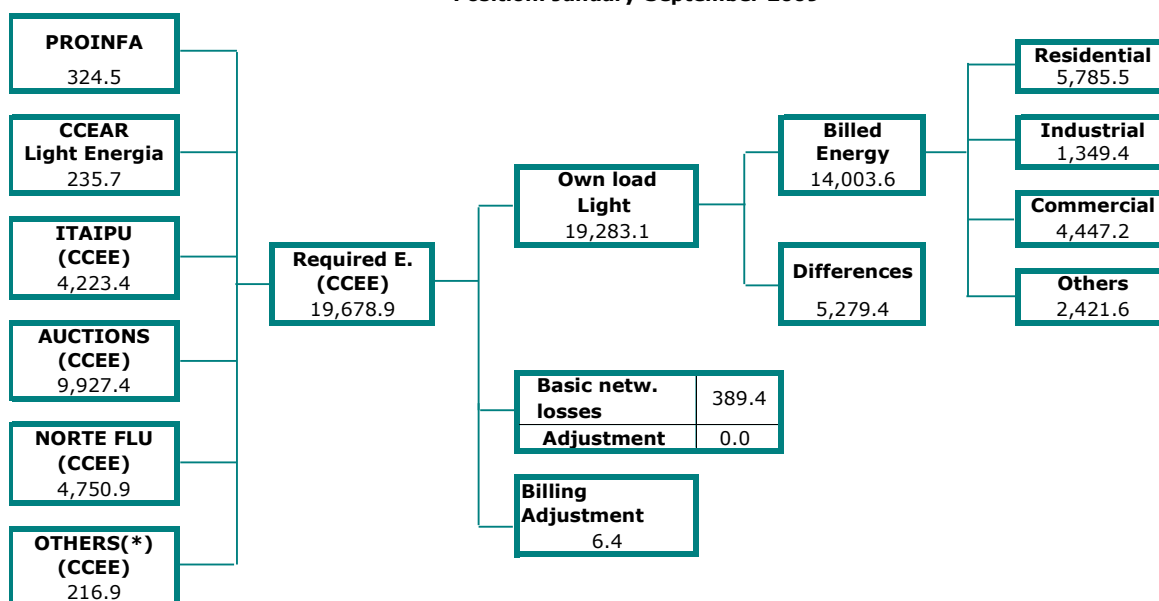 Position: January-September 2009
PROINFA
324.5
CCEAR
Light Energia
235.7
ITAIPU
(CCEE)
4,223.4
AUCTIONS
(CCEE)
9,927.4
NORTE FLU
(CCEE)
4,750.9
OTHERS(*)
(CCEE)
216.9
Required E.
(CCEE)
19,678.9
Own load
Light
19,283.1
Basic netw.
losses
389.4
Adjustment
0.0
Billing
Adjustment
6.4
Billed
Energy
14,003.6
Differences
5,279.4
Residential
5,785.5
Industrial
1,349.4
Commercial
4,447.2
Others
2,421.6